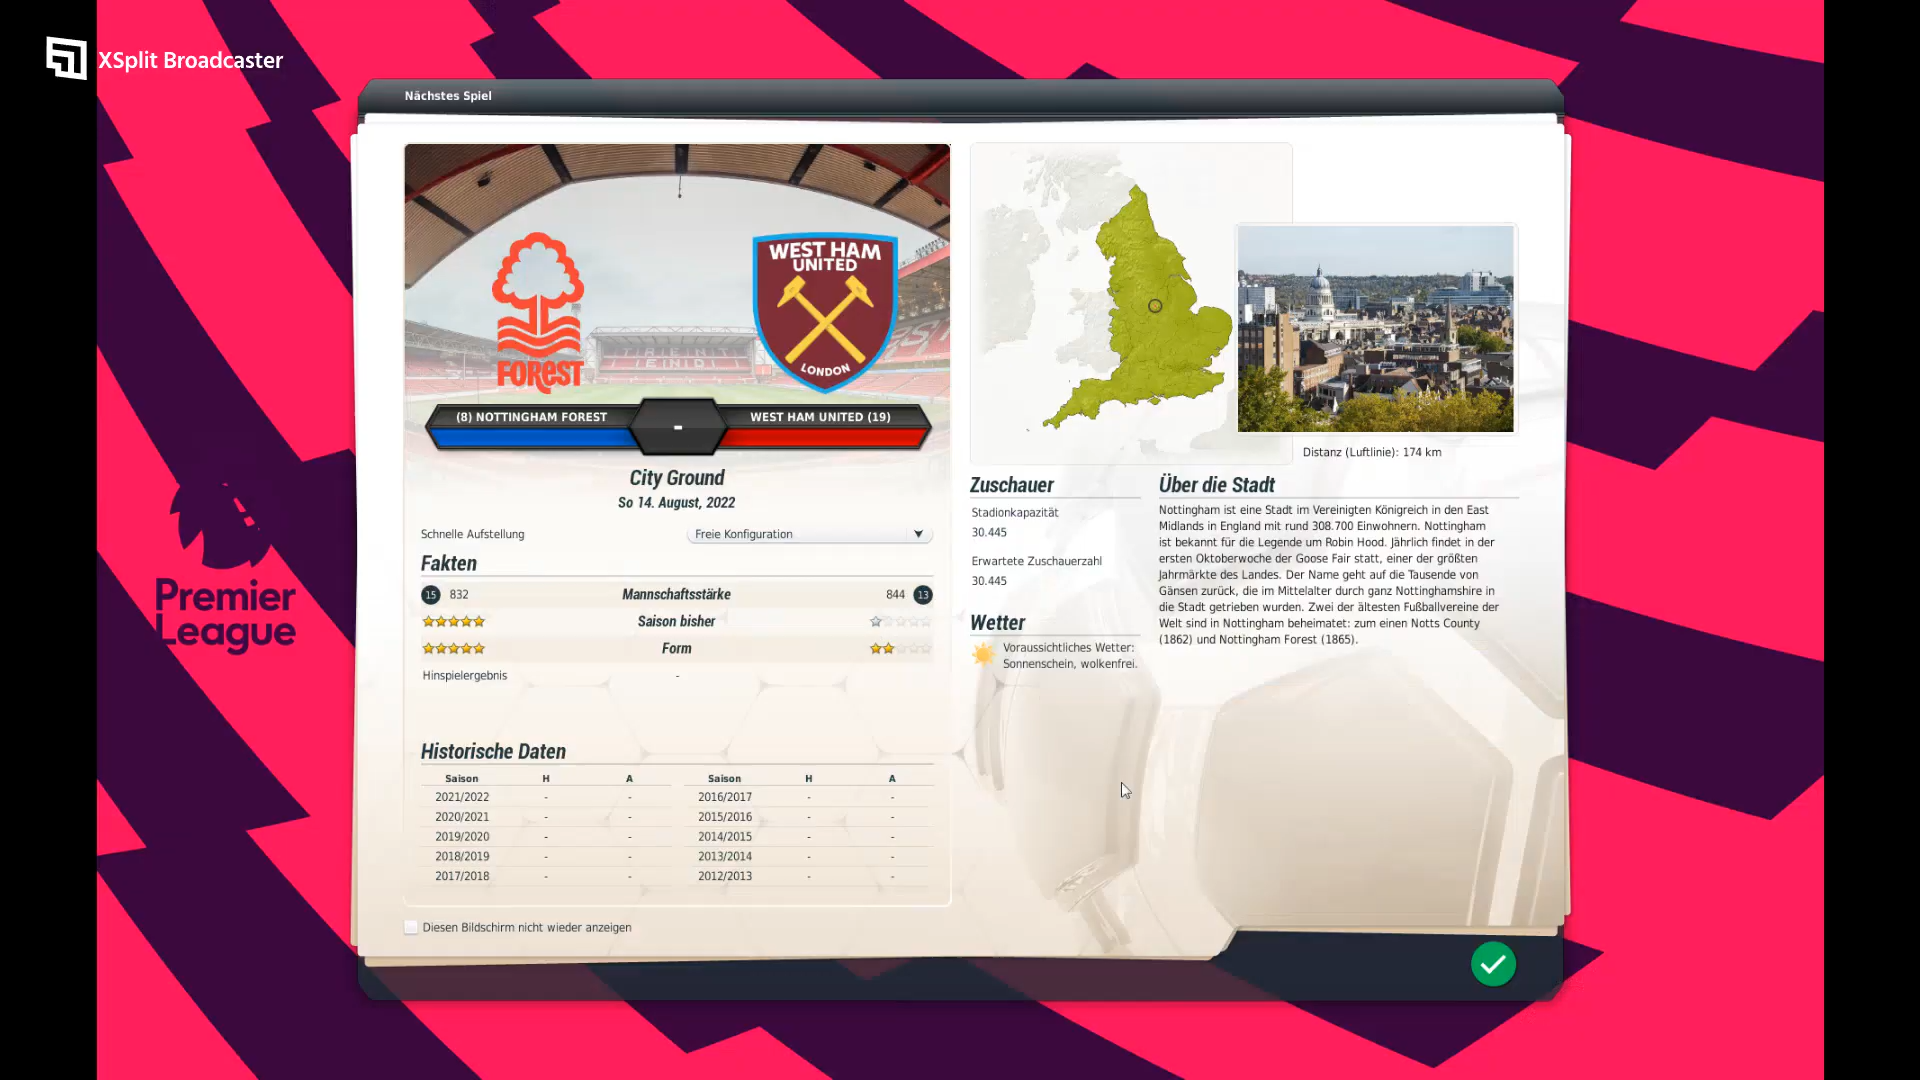 XSplit Broadcaster
Nächstes Spiel
FOREST
WEST HAM
UNITED
LONDON
TRENT
END
(8) NOTTINGHAM FOREST
-
WEST HAM UNITED (19)
City Ground
So 14. August, 2022
Schnelle Aufstellung
Freie Konfiguration
Fakten
15 832 Mannschaftsstärke 844 13
Saison bisher
Form
Hinspielergebnis -
Historische Daten
Saison H A Saison H A
2021/2022 - - 2016/2017 - -
2020/2021 - - 2015/2016 - -
2019/2020 - - 2014/2015 - -
2018/2019 - - 2013/2014 - -
2017/2018 - - 2012/2013 - -
Diesen Bildschirm nicht wieder anzeigen
Distanz (Luftlinie): 174 km
Zuschauer
Stadionkapazität
30.445
Erwartete Zuschauerzahl
30.445
Wetter
Voraussichtliches Wetter:
Sonnenschein, wolkenfrei.
Über die Stadt
Nottingham ist eine Stadt im Vereinigten Königreich in den East
Midlands in England mit rund 308.700 Einwohnern. Nottingham
ist bekannt für die Legende um Robin Hood. Jährlich findet in der
ersten Oktoberwoche der Goose Fair statt, einer der größten
Jahrmärkte des Landes. Der Name geht auf die Tausende von
Gänsen zurück, die im Mittelalter durch ganz Nottinghamshire in
die Stadt getrieben wurden. Zwei der ältesten Fußballvereine der
Welt sind in Nottingham beheimatet: zum einen Notts County
(1862) und Nottingham Forest (1865).
Premier
League